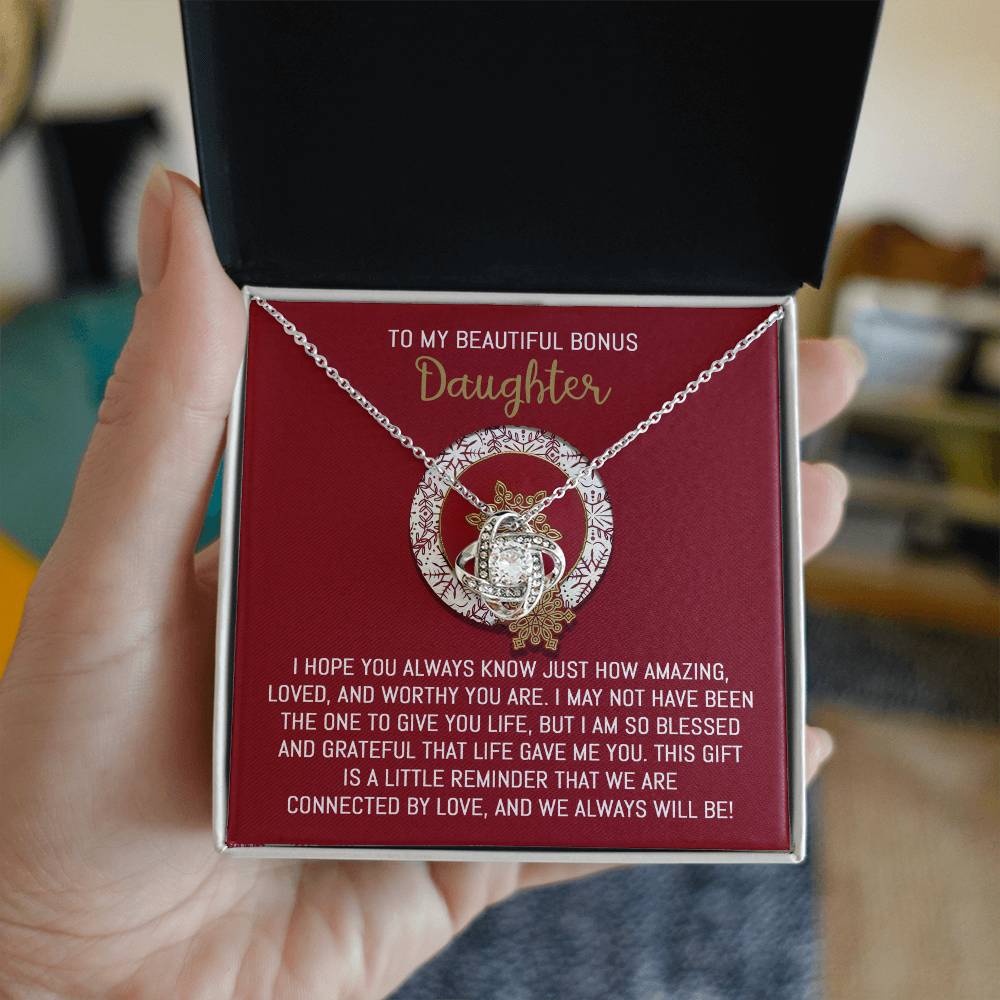 TO MY BEAUTIFUL BONUS
Daughter
I HOPE YOU ALWAYS KNOW JUST HOW AMAZING,
LOVED, AND WORTHY YOU ARE. I MAY NOT HAVE BEEN
THE ONE TO GIVE YOU LIFE, BUT I AM SO BLESSED
AND GRATEFUL THAT LIFE GAVE ME YOU. THIS GIFT
IS A LITTLE REMINDER THAT WE ARE
CONNECTED BY LOVE, AND WE ALWAYS WILL BE!